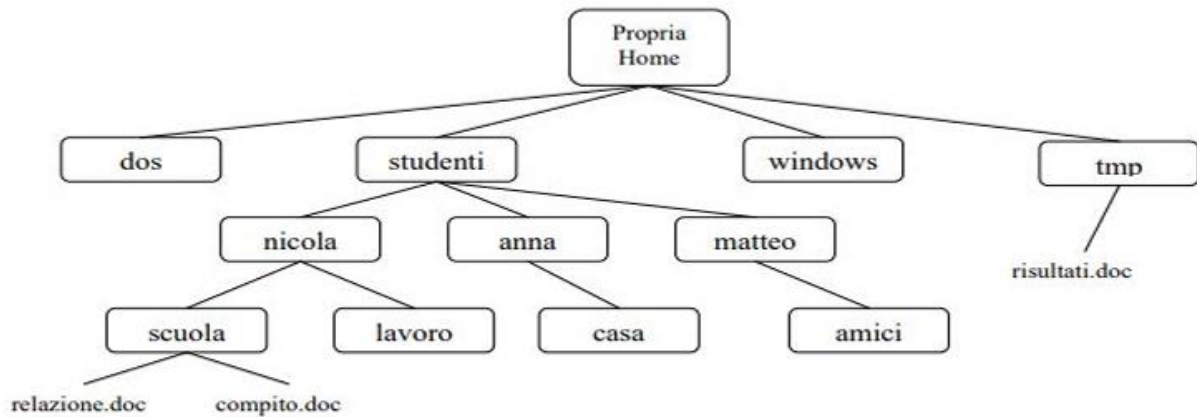 Propria
Home
dos
studenti
windows
tmp
nicola
anna
matteo
risultati.doc
scuola
lavoro
casa
amici
relazione.doc
compito.doc